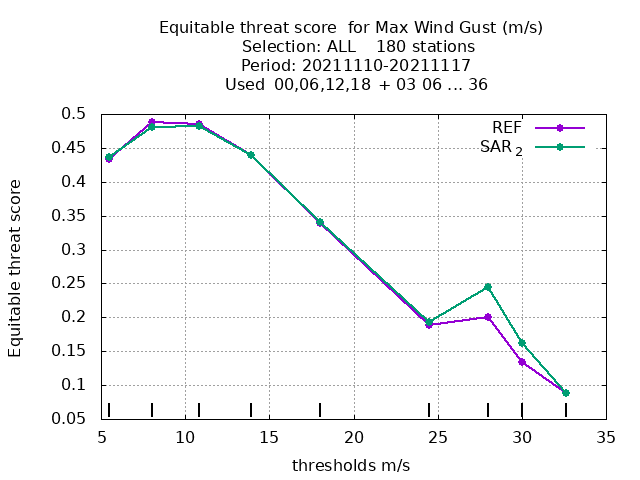 Equitable threat score  for Max Wind Gust (m/s)
Selection: ALL    180 stations
Period: 20211110-20211117
Used  00,06,12,18  + 03 06 ... 36
0.5
REF
0.45
SAR 2
0.4
0.35
0.3
0.25
0.2
0.15
0.1
0.05
Equitable threat score
5 10 15 20 25 30 35
thresholds m/s